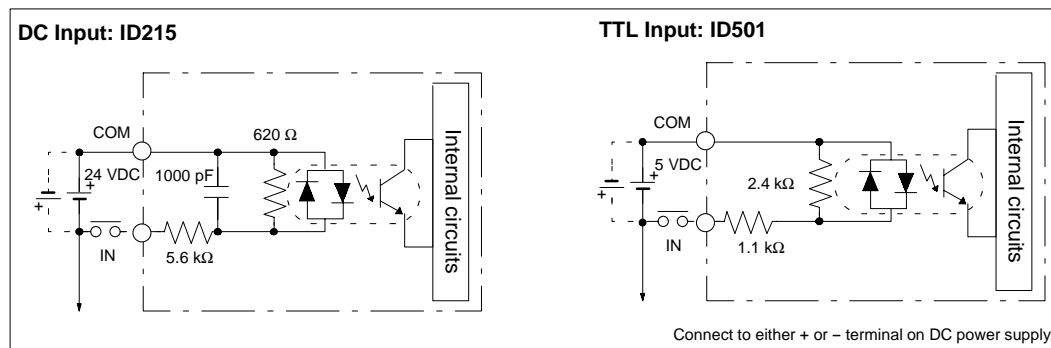 DC Input: ID215
COM
24 VDC
+
+
1000 pF
620 Ω
IN
5.6 kΩ
Internal circuits
TTL Input: ID501
COM
5 VDC
+
+
2.4 kΩ
IN
1.1 kΩ
Internal circuits
Connect to either + or – terminal on DC power supply